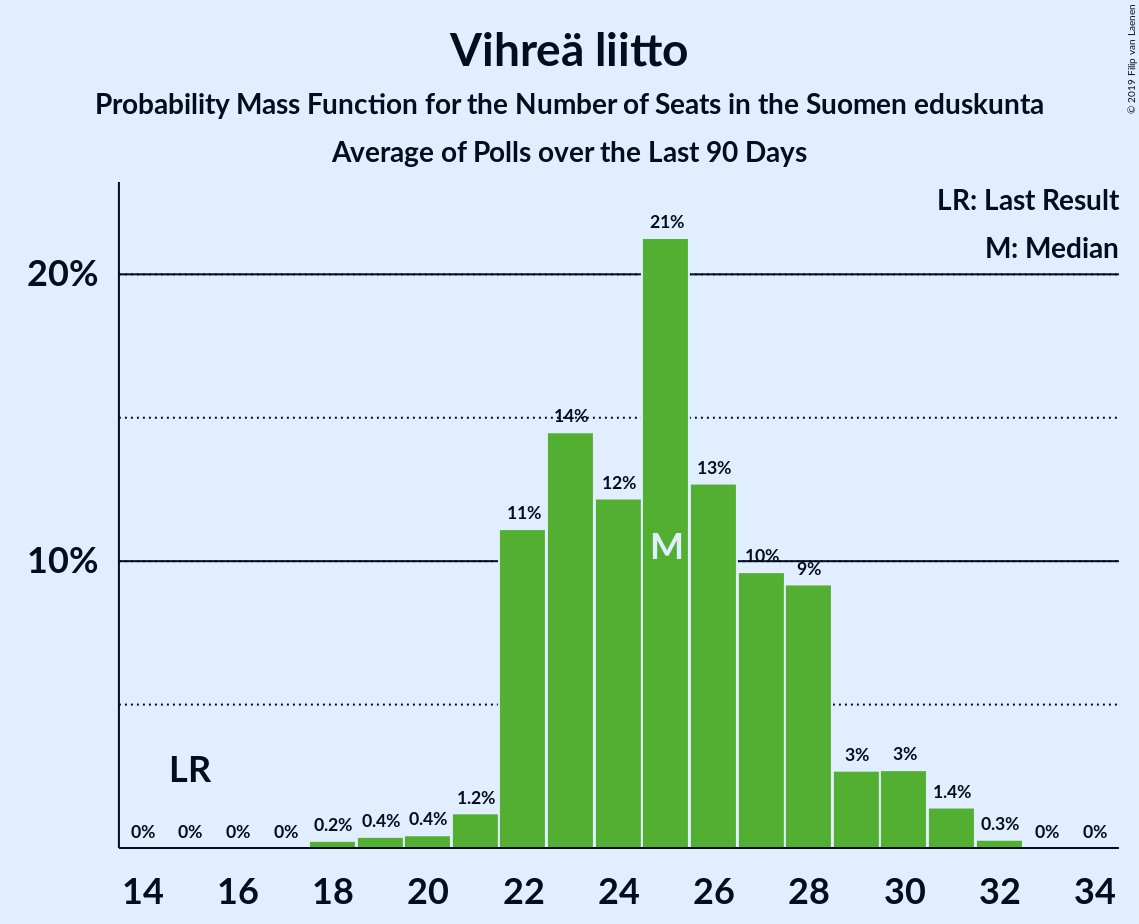 Vihreä liitto
Probability Mass Function for the Number of Seats in the Suomen eduskunta
Average of Polls over the Last 90 Days
© 2019 Filip van Laenen
LR: Last Result
M: Median
20%
10%
0% 0% 0% 0% 0.2% 0.4% 0.4% 1.2% 11% 14% 12% 21% 13% 10% 9% 3% 3% 1.4% 0.3% 0% 0%
LR
M
14 16 18 20 22 24 26 28 30 32 34